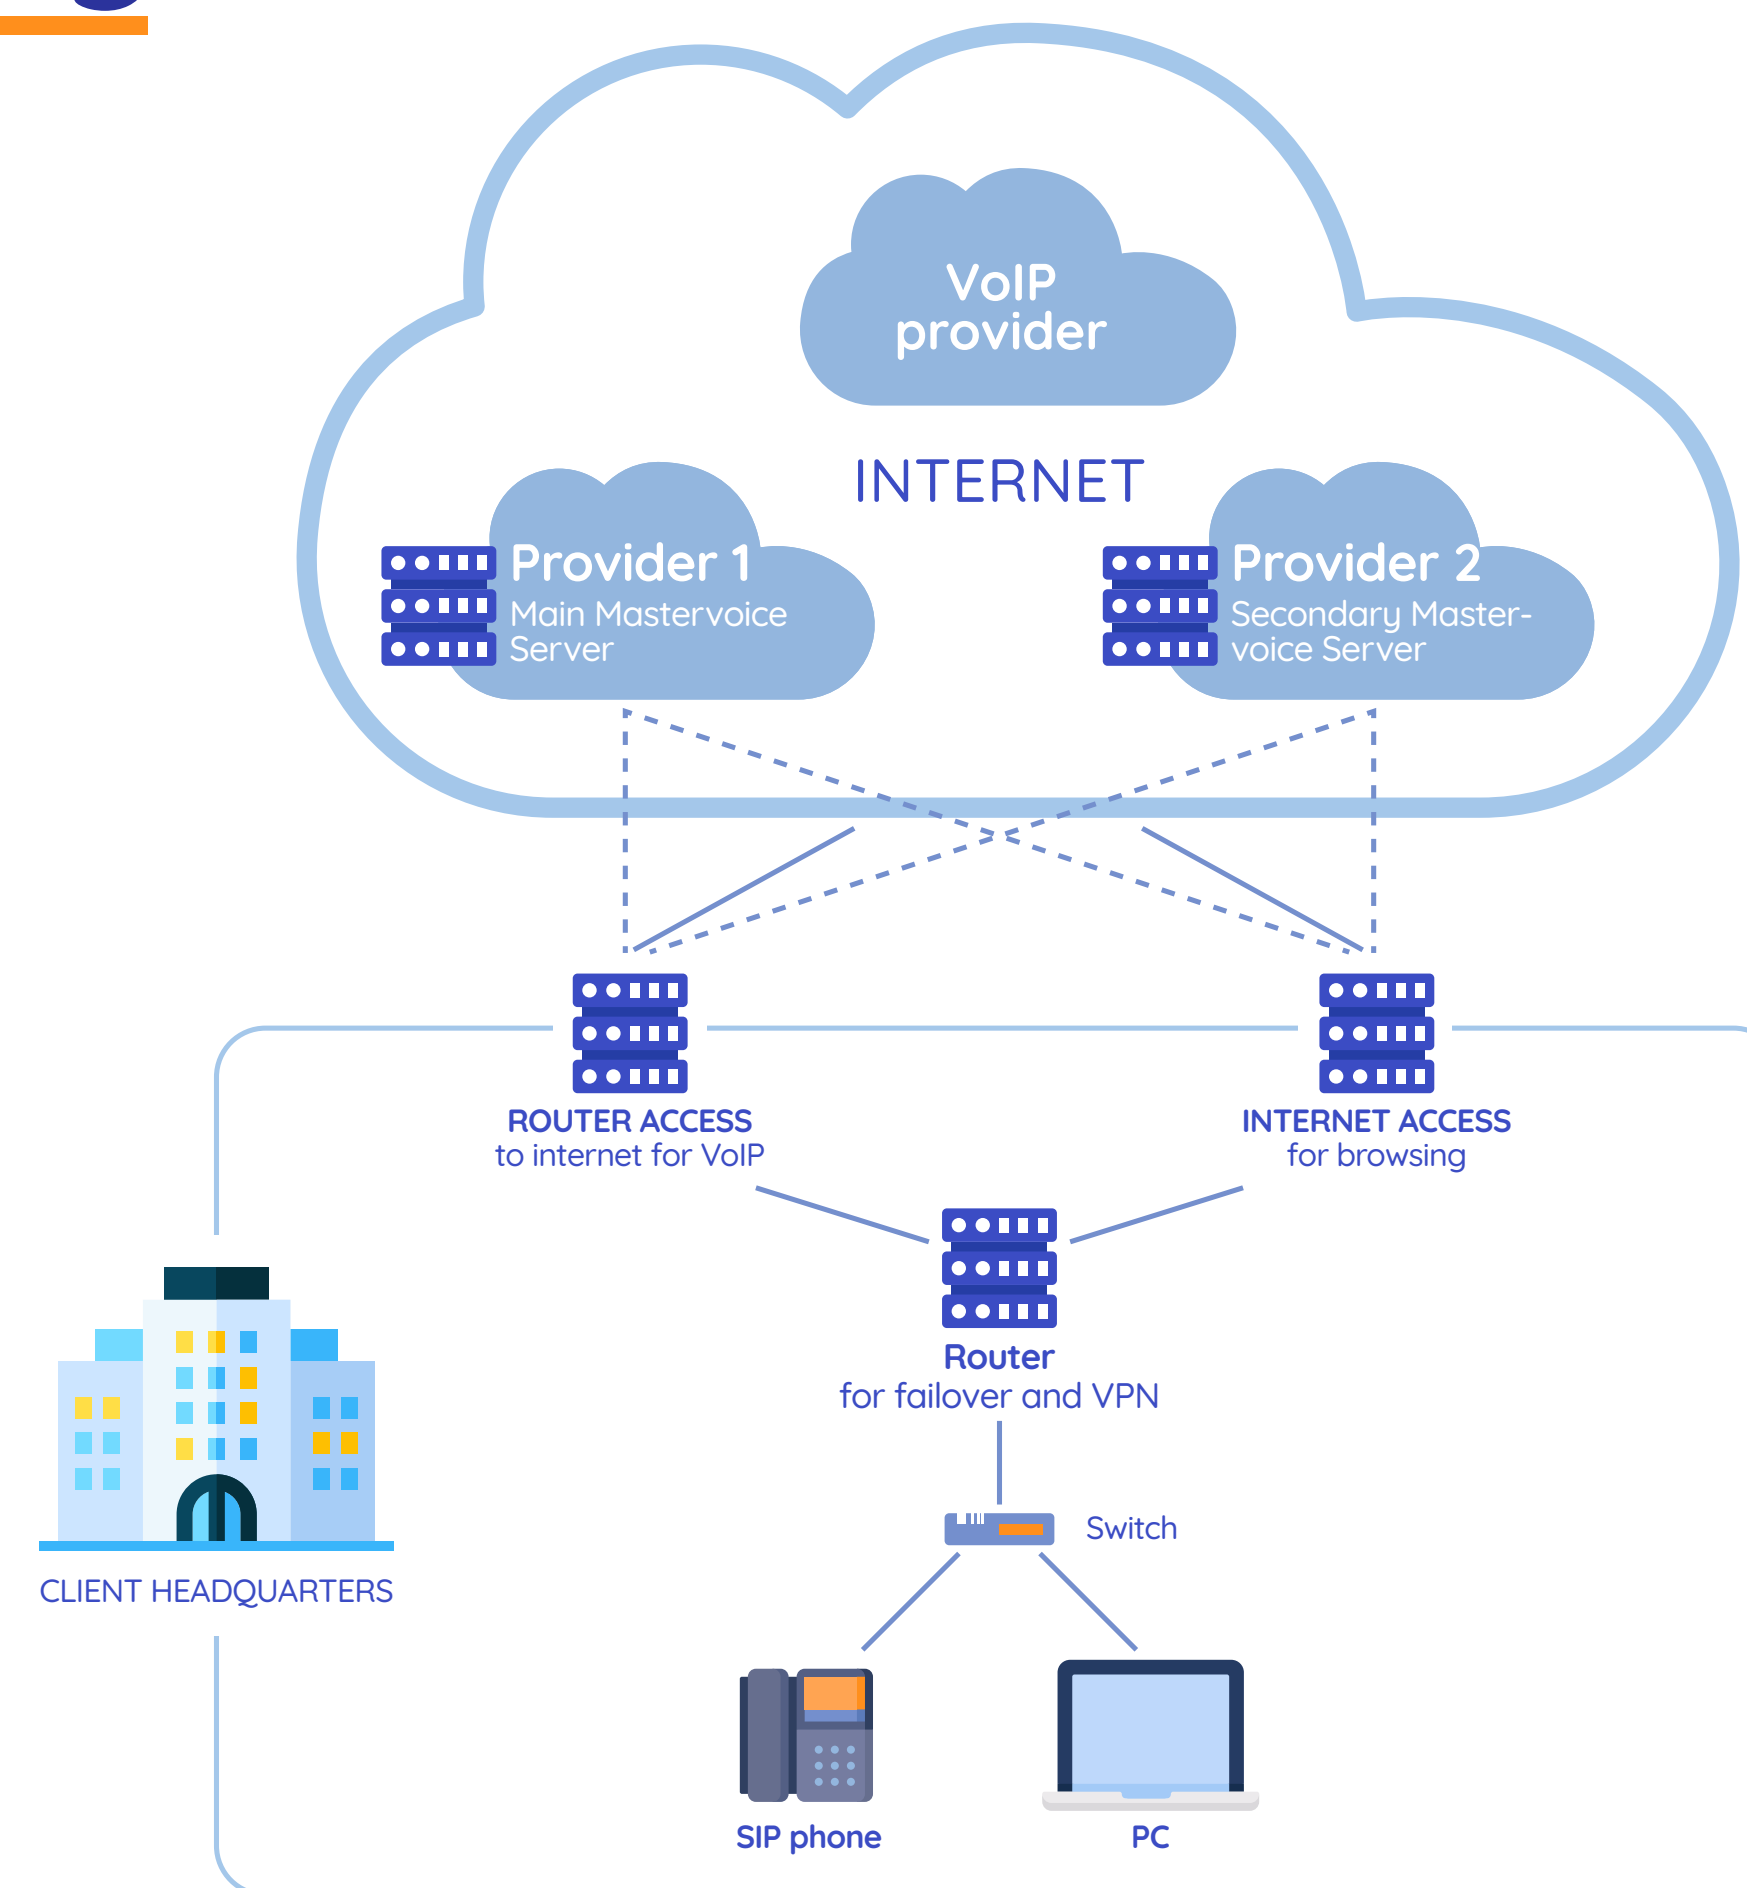 VoIP
provider
INTERNET
Provider 1
Main Mastervoice
Server
Provider 2
Secondary Master-
voice Server
ROUTER ACCESS
to internet for VoIP
INTERNET ACCESS
for browsing
Router
for failover and VPN
Switch
CLIENT HEADQUARTERS
SIP phone
PC